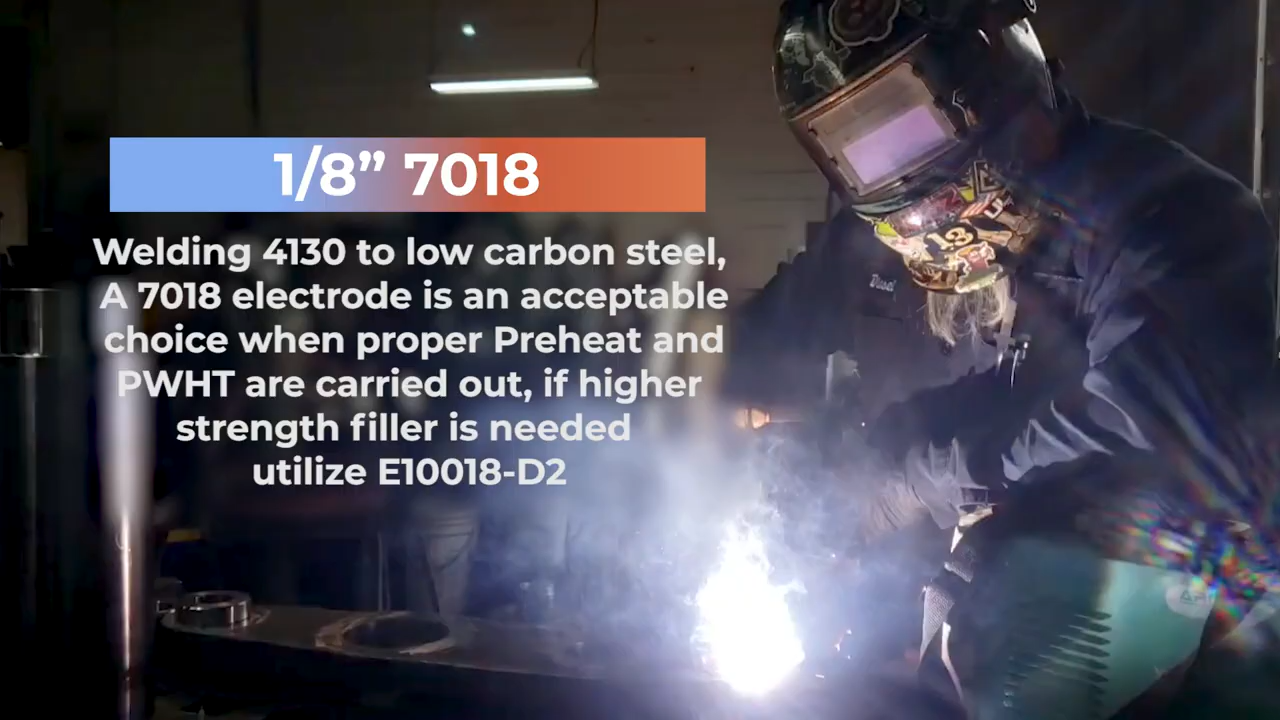 1/8” 7018
Welding 4130 to low carbon steel,
A 7018 electrode is an acceptable
choice when proper Preheat and
PWHT are carried out, if higher
strength filler is needed
utilize E10018-D2
13